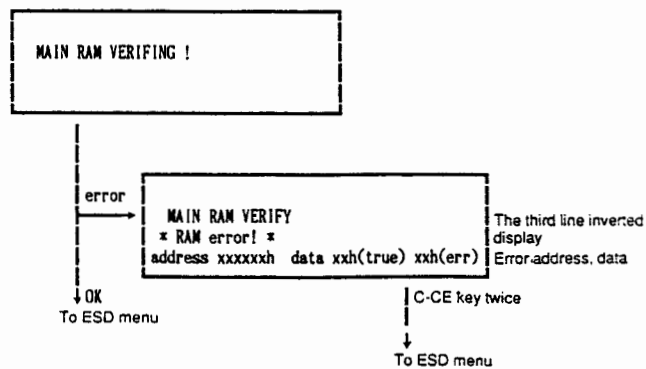 MAIN RAM VERIFING !
error
MAIN RAM VERIFY
* RAM error! *
address xxxxxxh data xxh(true) xxh(err)
The third line inverted
display
Error-address, data
OK
To ESD menu
C-CE key twice
To ESD menu